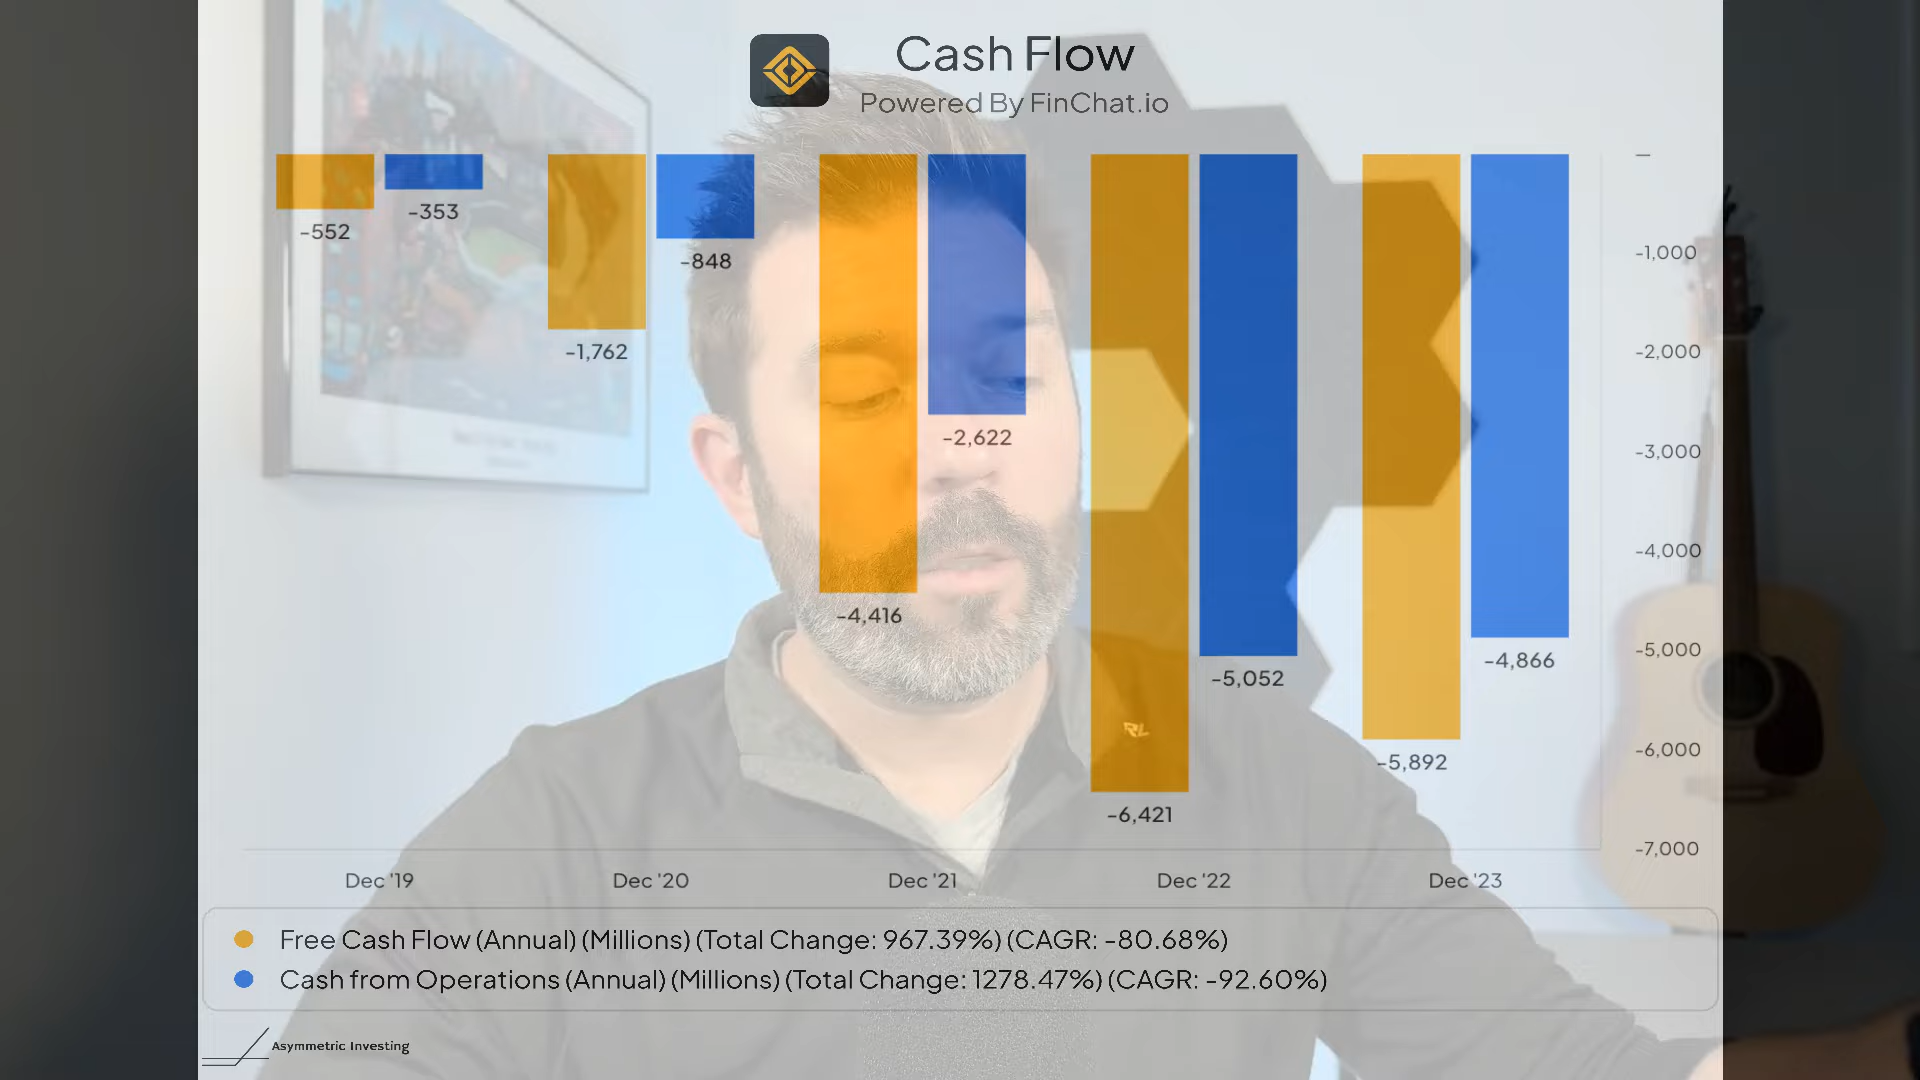 Cash Flow
Powered By FinChat.io
-552
-353
-1,762
-848
-4,416
-2,622
-6,421
-5,052
-5,892
-4,866
—
-1,000
-2,000
-3,000
-4,000
-5,000
-6,000
-7,000
Dec '19
Dec '20
Dec '21
Dec '22
Dec '23
Free Cash Flow (Annual) (Millions) (Total Change: 967.39%) (CAGR: -80.68%)
Cash from Operations (Annual) (Millions) (Total Change: 1278.47%) (CAGR: -92.60%)
Asymmetric Investing
RL